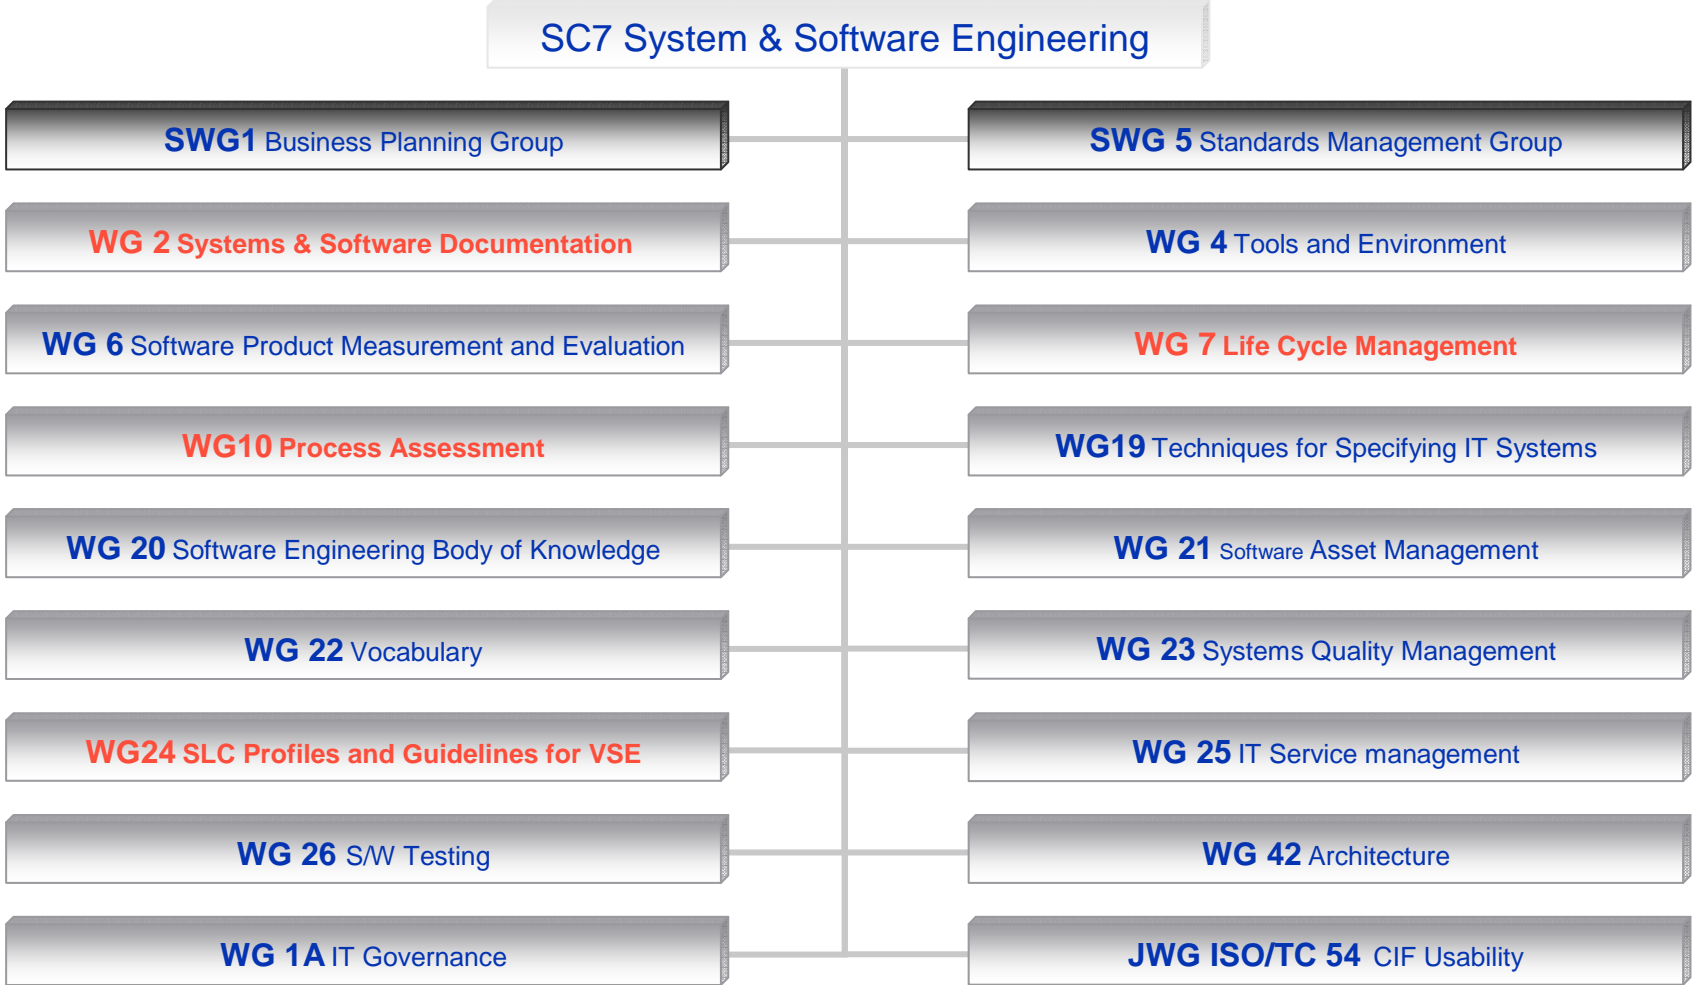 SC7 System & Software Engineering
SWG1 Business Planning Group
SWG 5 Standards Management Group
WG 2 Systems & Software Documentation
WG 4 Tools and Environment
WG 6 Software Product Measurement and Evaluation
WG 7 Life Cycle Management
WG10 Process Assessment
WG19 Techniques for Specifying IT Systems
WG 20 Software Engineering Body of Knowledge
WG 21 Software Asset Management
WG 22 Vocabulary
WG 23 Systems Quality Management
WG24 SLC Profiles and Guidelines for VSE
WG 25 IT Service management
WG 26 S/W Testing
WG 42 Architecture
WG 1A IT Governance
JWG ISO/TC 54 CIF Usability